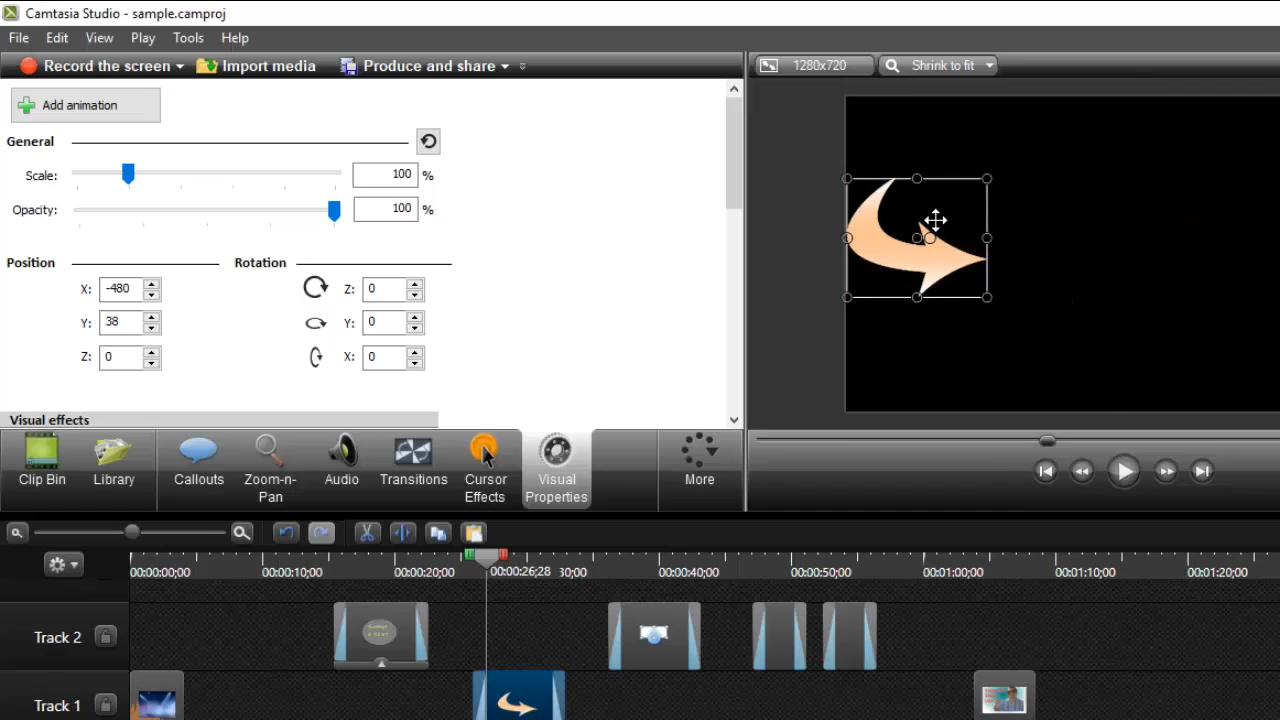 Camtasia Studio - sample.camproj
File Edit View Play Tools Help
Record the screen Import media Produce and share
1280x720 Shrink to fit
Add animation
General
Scale: 100 %
Opacity: 100 %
Position Rotation
X: -480 Z: 0
Y: 38 Y: 0
Z: 0 X: 0
Visual effects
Clip Bin Library Callouts Zoom-n-Pan Audio Transitions Cursor Effects Visual Properties More
00:00:00;00 00:00:10;00 00:00:20;00 00:00:26;28 30;00 00:00:40;00 00:00:50;00 00:01:00;00 00:01:10;00 00:01:20;00
Track 2
Track 1